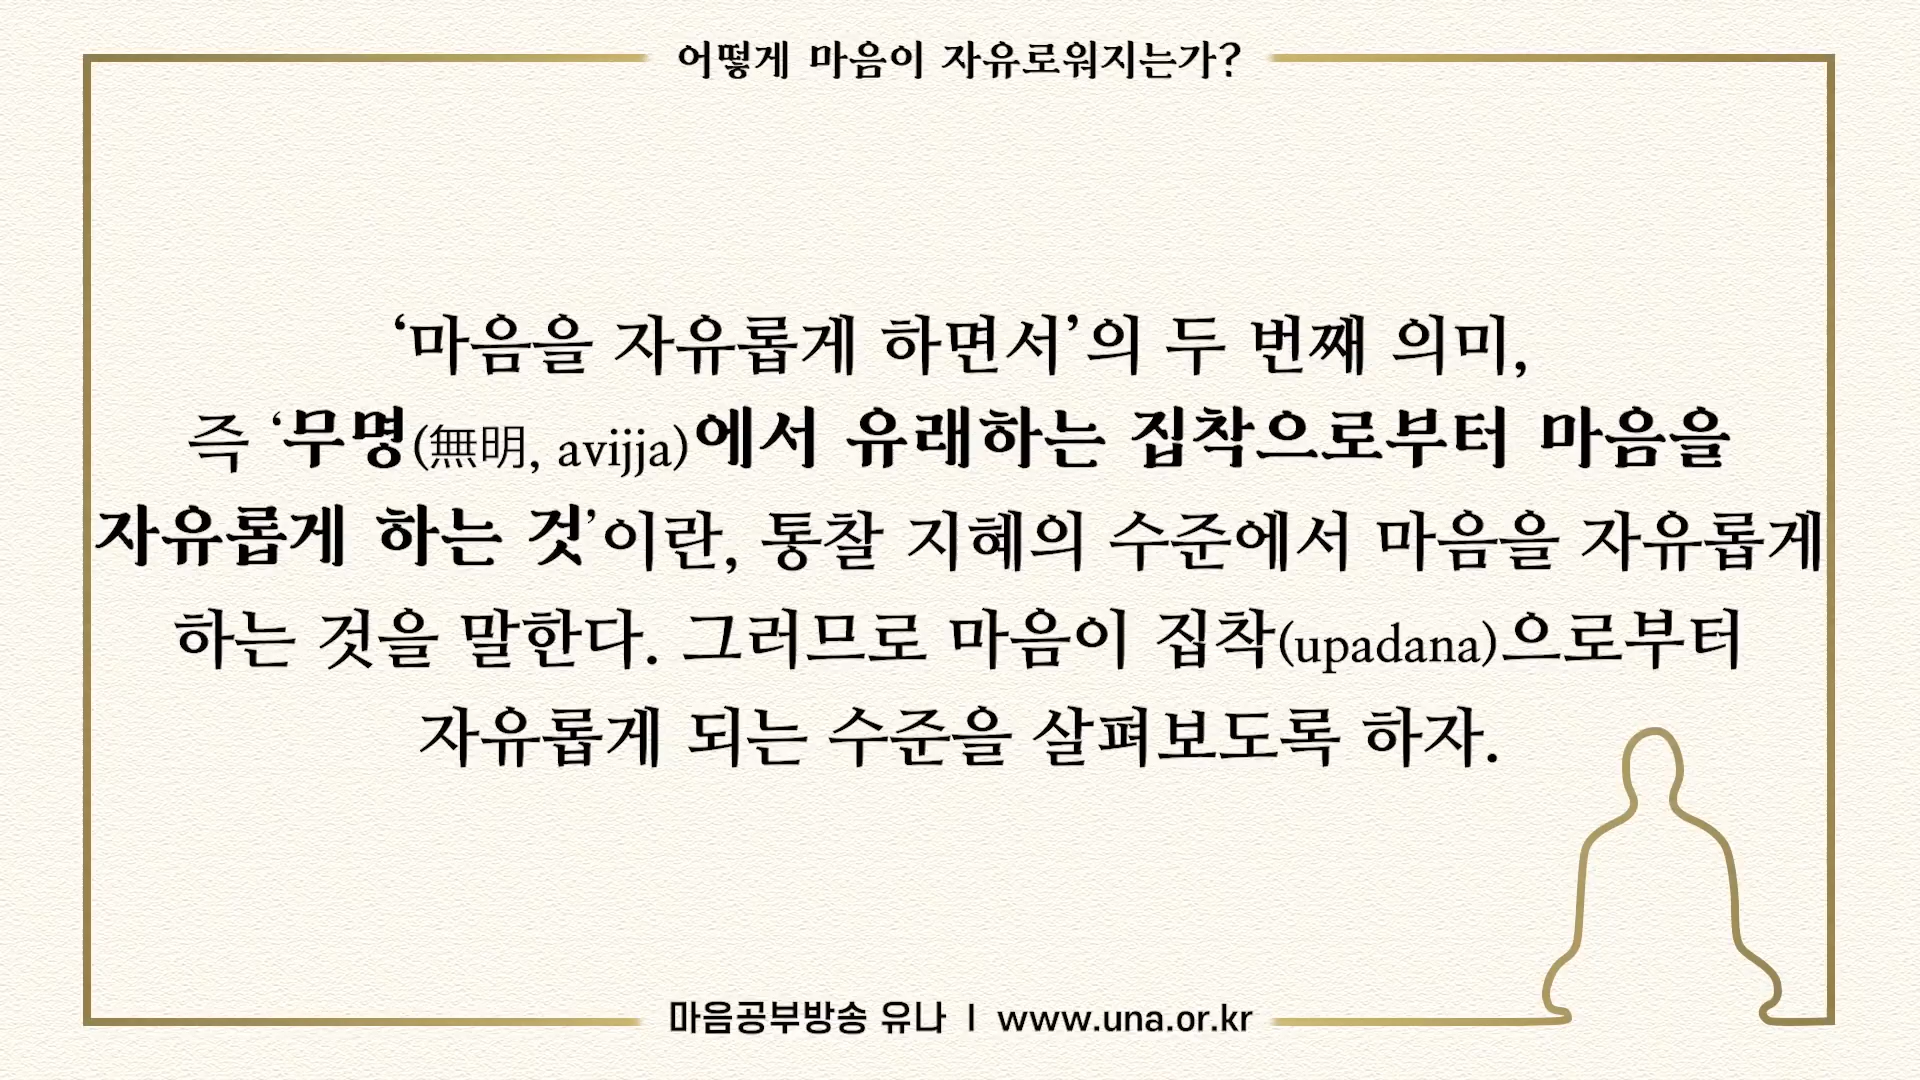 어떻게 마음이 자유로워지는가?
‘마음을 자유롭게 하면서’의 두 번째 의미,
즉 ‘무명(無明, avijja)에서 유래하는 집착으로부터 마음을
자유롭게 하는 것’이란, 통찰 지혜의 수준에서 마음을 자유롭게
하는 것을 말한다. 그러므로 마음이 집착(upadana)으로부터
자유롭게 되는 수준을 살펴보도록 하자.
마음공부방송 유나 ㅣ www.una.or.kr